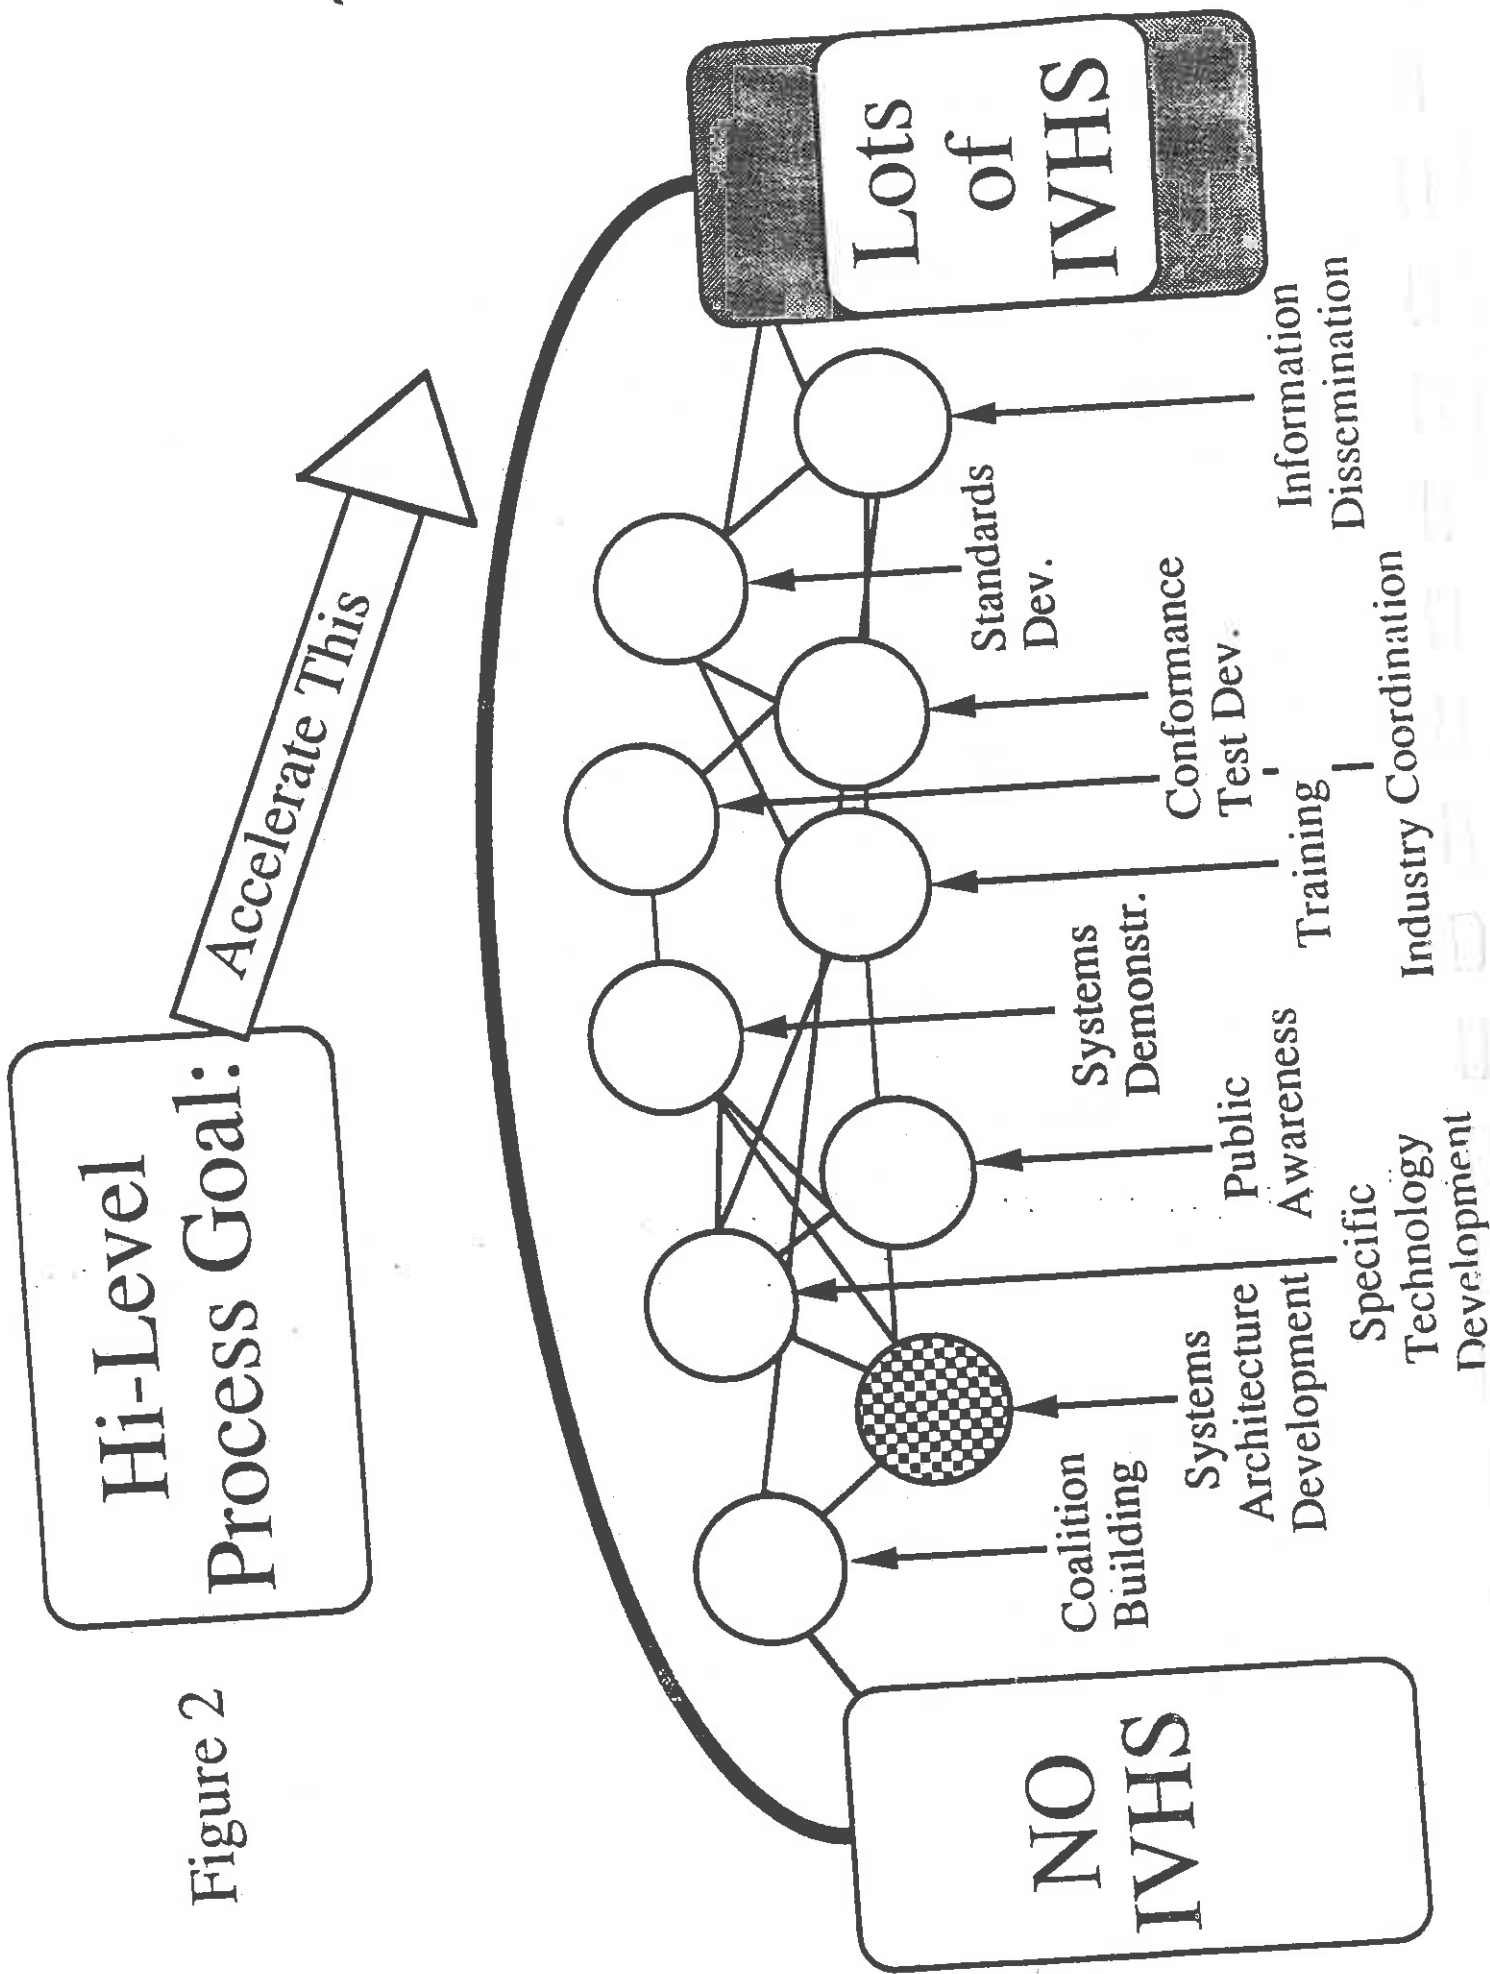 Figure 2
Hi-Level
Process Goal:
Accelerate This
NO
IVHS
Lots
of
IVHS
Coalition
Building
Systems
Architecture
Development
Specific
Technology
Development
Public
Awareness
Systems
Demonstr.
Training
Industry Coordination
Conformance
Test Dev.
Standards
Dev.
Information
Dissemination